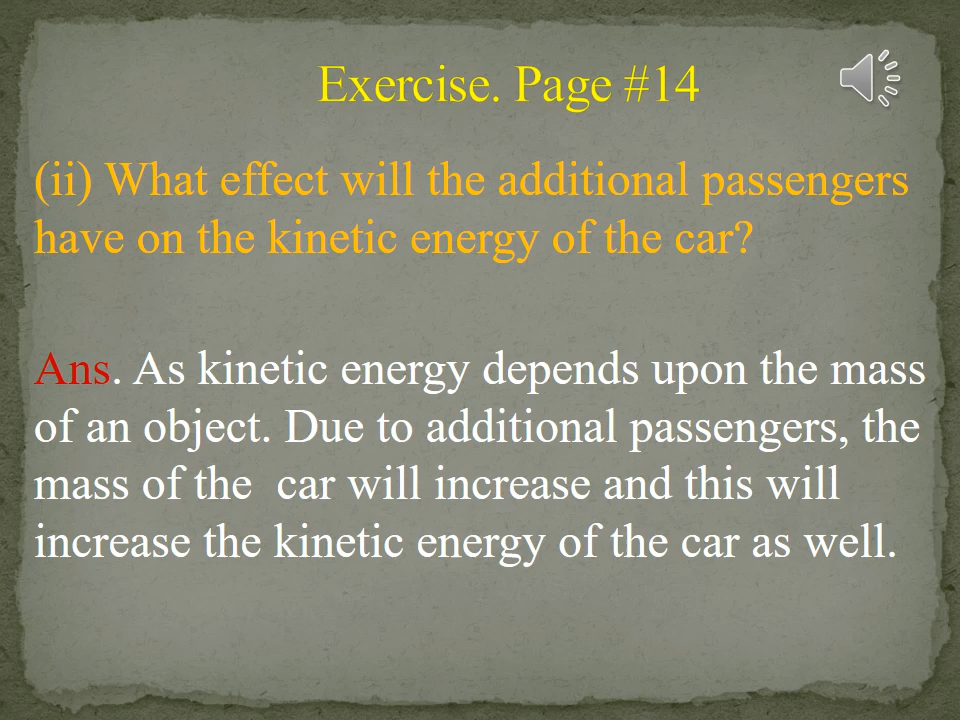 Exercise. Page #14
(ii) What effect will the additional passengers
have on the kinetic energy of the car?
Ans. As kinetic energy depends upon the mass
of an object. Due to additional passengers, the
mass of the  car will increase and this will
increase the kinetic energy of the car as well.